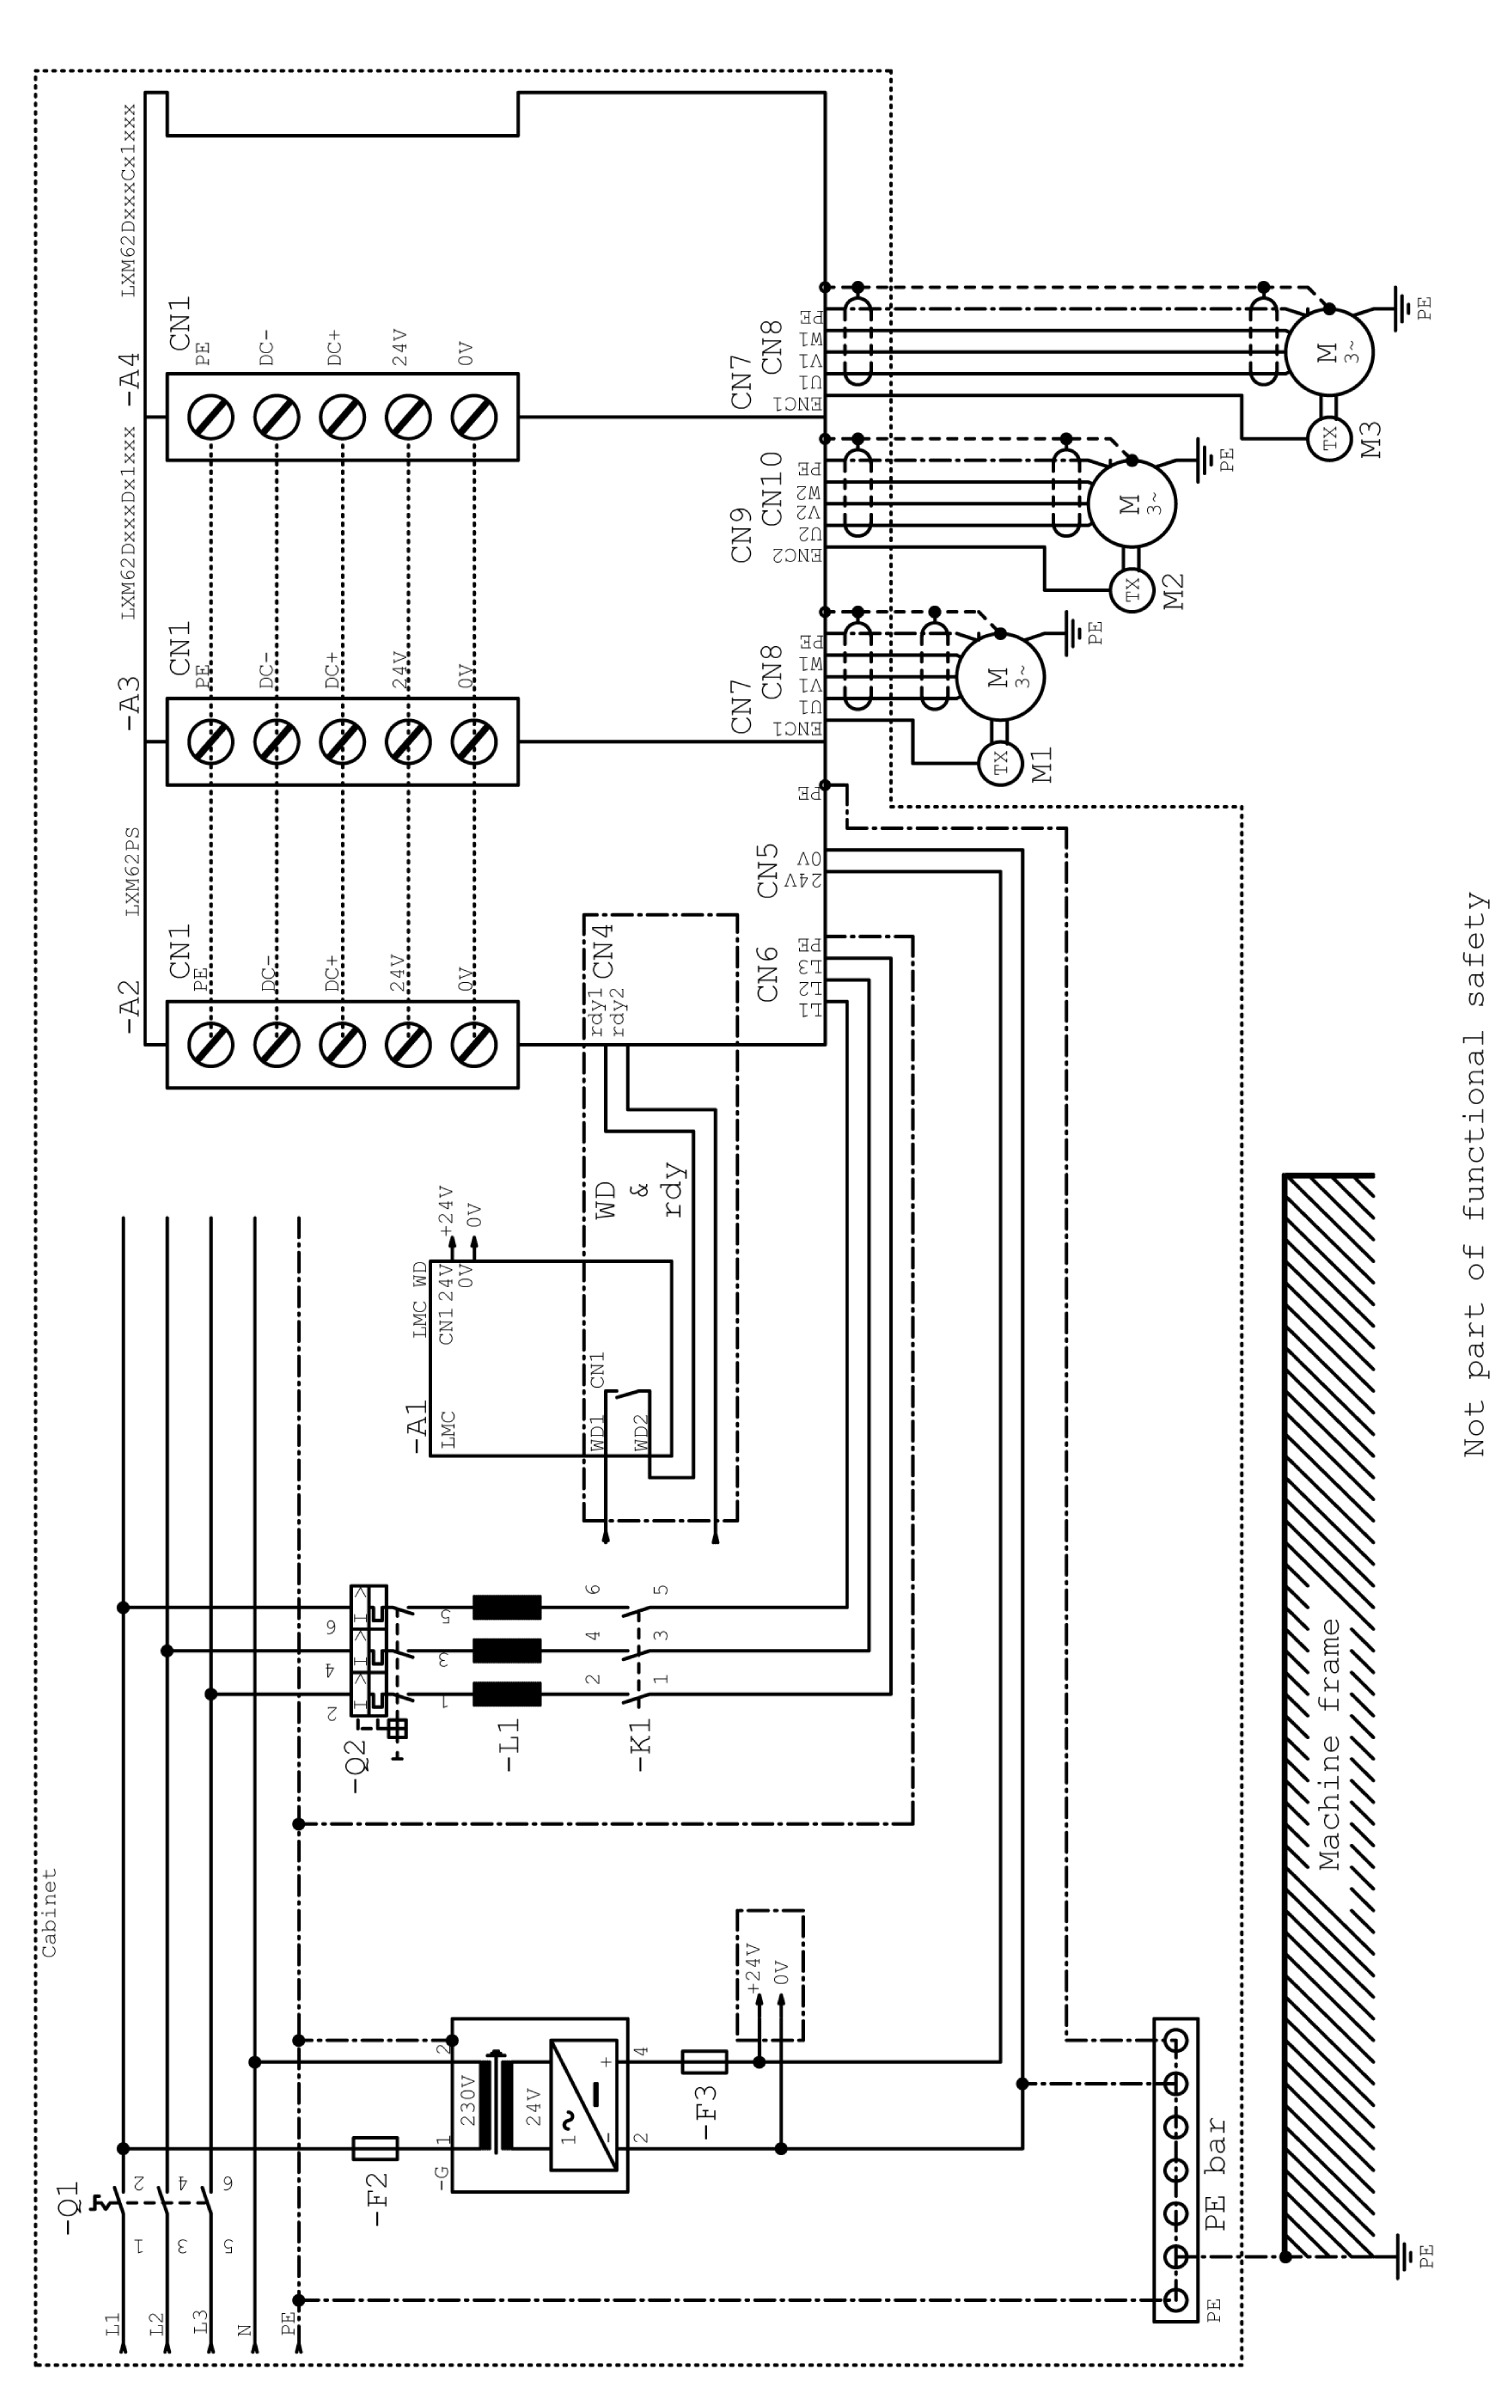 Cabinet
L1
L2
L3
N
PE
-Q1
1
2
3
4
5
6
-F2
-G
1
2
230V
24V
1
~
+
-
4
2
-F3
+24V
0V
-Q2
2
4
6
I>
I>
I>
1
3
5
-L1
-K1
2
4
6
1
3
5
-A1
LMC
LMC WD
CN1
24V
0V
+24V
0V
CN1
WD1
WD2
WD
&
rdy
-A2
LXM62PS
CN1
PE
DC-
DC+
24V
0V
CN4
rdy1
rdy2
CN6
L1
L2
L3
PE
CN5
24V
0V
PE
-A3
LXM62DxxxDx1xxx
CN1
PE
DC-
DC+
24V
0V
CN7
CN8
ENC1
U1
V1
W1
PE
CN9
CN10
ENC2
U2
V2
W2
PE
-A4
LXM62DxxxCx1xxx
CN1
PE
DC-
DC+
24V
0V
CN7
CN8
ENC1
U1
V1
W1
PE
TX
M
3~
M1
PE
TX
M
3~
M2
PE
TX
M
3~
M3
PE
PE bar
PE
Machine frame
PE
Not part of functional safety